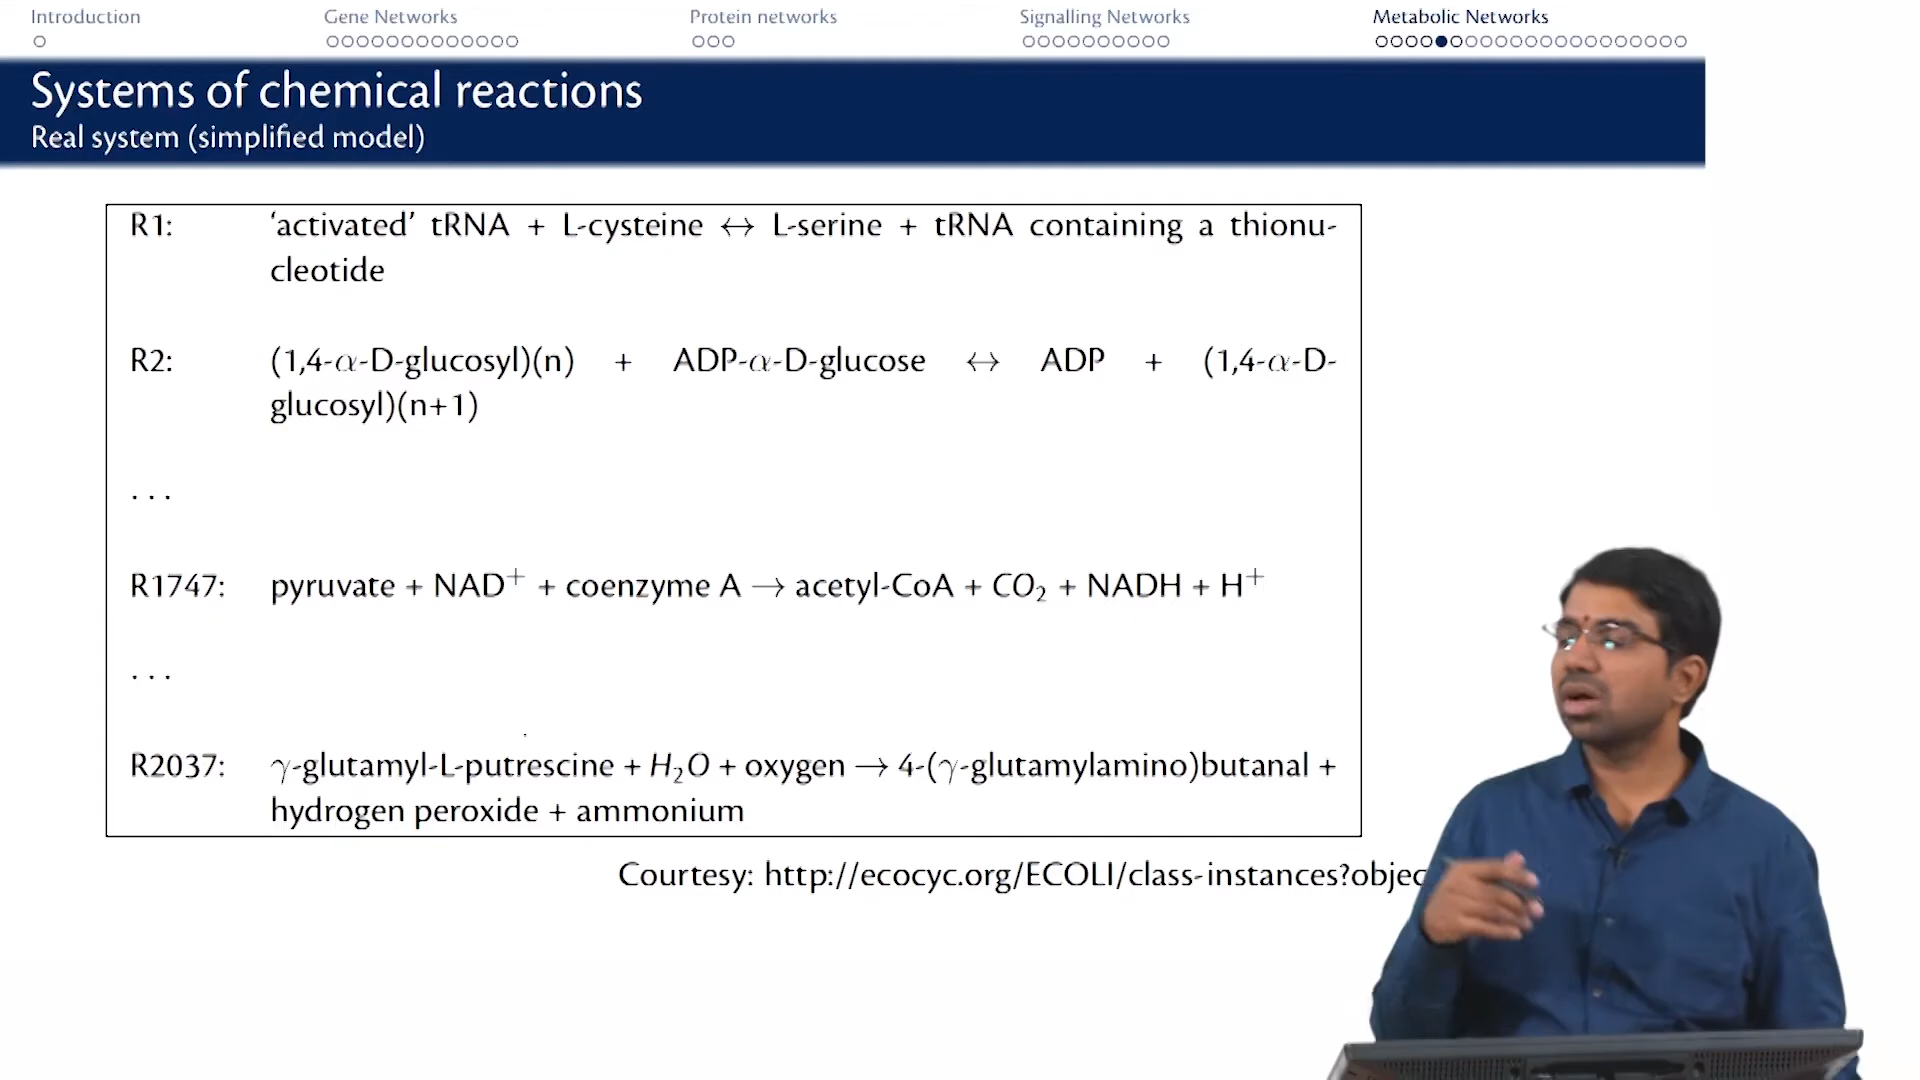 Introduction Gene Networks Protein networks Signalling Networks Metabolic Networks
Systems of chemical reactions
Real system (simplified model)
R1: ‘activated’ tRNA + L-cysteine ↔ L-serine + tRNA containing a thionu-
cleotide
R2: (1,4-α-D-glucosyl)(n) + ADP-α-D-glucose ↔ ADP + (1,4-α-D-
glucosyl)(n+1)
. . .
R1747: pyruvate + NAD⁺ + coenzyme A → acetyl-CoA + CO₂ + NADH + H⁺
. . .
R2037: γ-glutamyl-L-putrescine + H₂O + oxygen → 4-(γ-glutamylamino)butanal +
hydrogen peroxide + ammonium
Courtesy: http://ecocyc.org/ECOLI/class-instances?objec